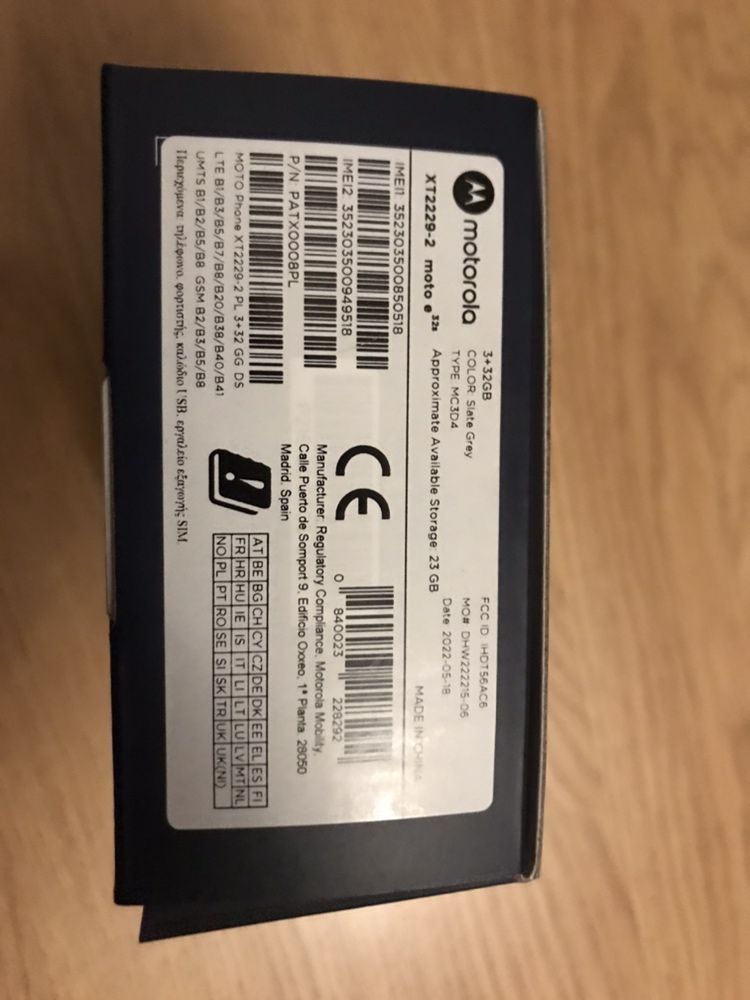 motorola
3+32GB
COLOR: Slate Grey
TYPE: MC3D4
FCC ID: IHDT56AC6
MO#: DHW222215-06
Date: 2022-05-18
XT2229-2 moto e³²ˢ
Approximate Available Storage: 23 GB
MADE IN CHINA
IMEI1 352303500850518
IMEI2 352303500949518
P/N PATX0008PL
MOTO Phone XT2229-2 PL 3+32 GG DS
LTE B1/B3/B5/B7/B8/B20/B38/B40/B41
UMTS B1/B2/B5/B8 GSM B2/B3/B5/B8
CE
0 840023 228292
Manufacturer: Regulatory Compliance, Motorola Mobility,
Calle Puerto de Somport 9, Edificio Oxxeo, 1ª Planta, 28050
Madrid, Spain
AT BE BG CH CY CZ DE DK EE EL ES FI
FR HR HU IE IS IT LI LT LU LV MT NL
NO PL PT RO SE SI SK TR UK UK(NI)
Περιεχόμενα: τηλέφωνο, φορτιστής, καλώδιο USB, εργαλείο εξαγωγής SIM.